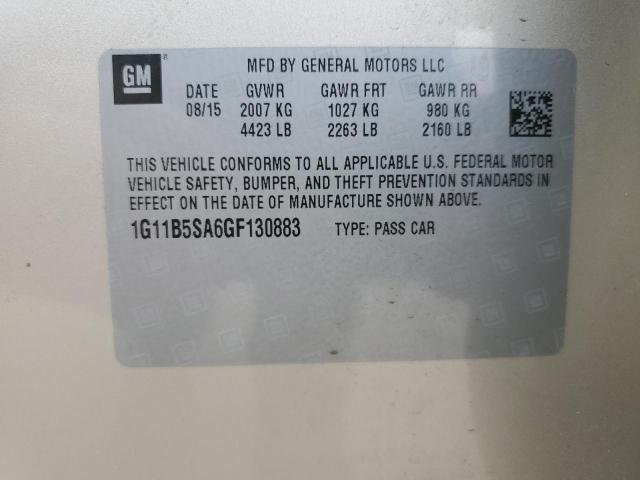 GM
MFD BY GENERAL MOTORS LLC
DATE GVWR GAWR FRT GAWR RR
08/15 2007 KG 1027 KG 980 KG
4423 LB 2263 LB 2160 LB
THIS VEHICLE CONFORMS TO ALL APPLICABLE U.S. FEDERAL MOTOR
VEHICLE SAFETY, BUMPER, AND THEFT PREVENTION STANDARDS IN
EFFECT ON THE DATE OF MANUFACTURE SHOWN ABOVE.
1G11B5SA6GF130883 TYPE: PASS CAR